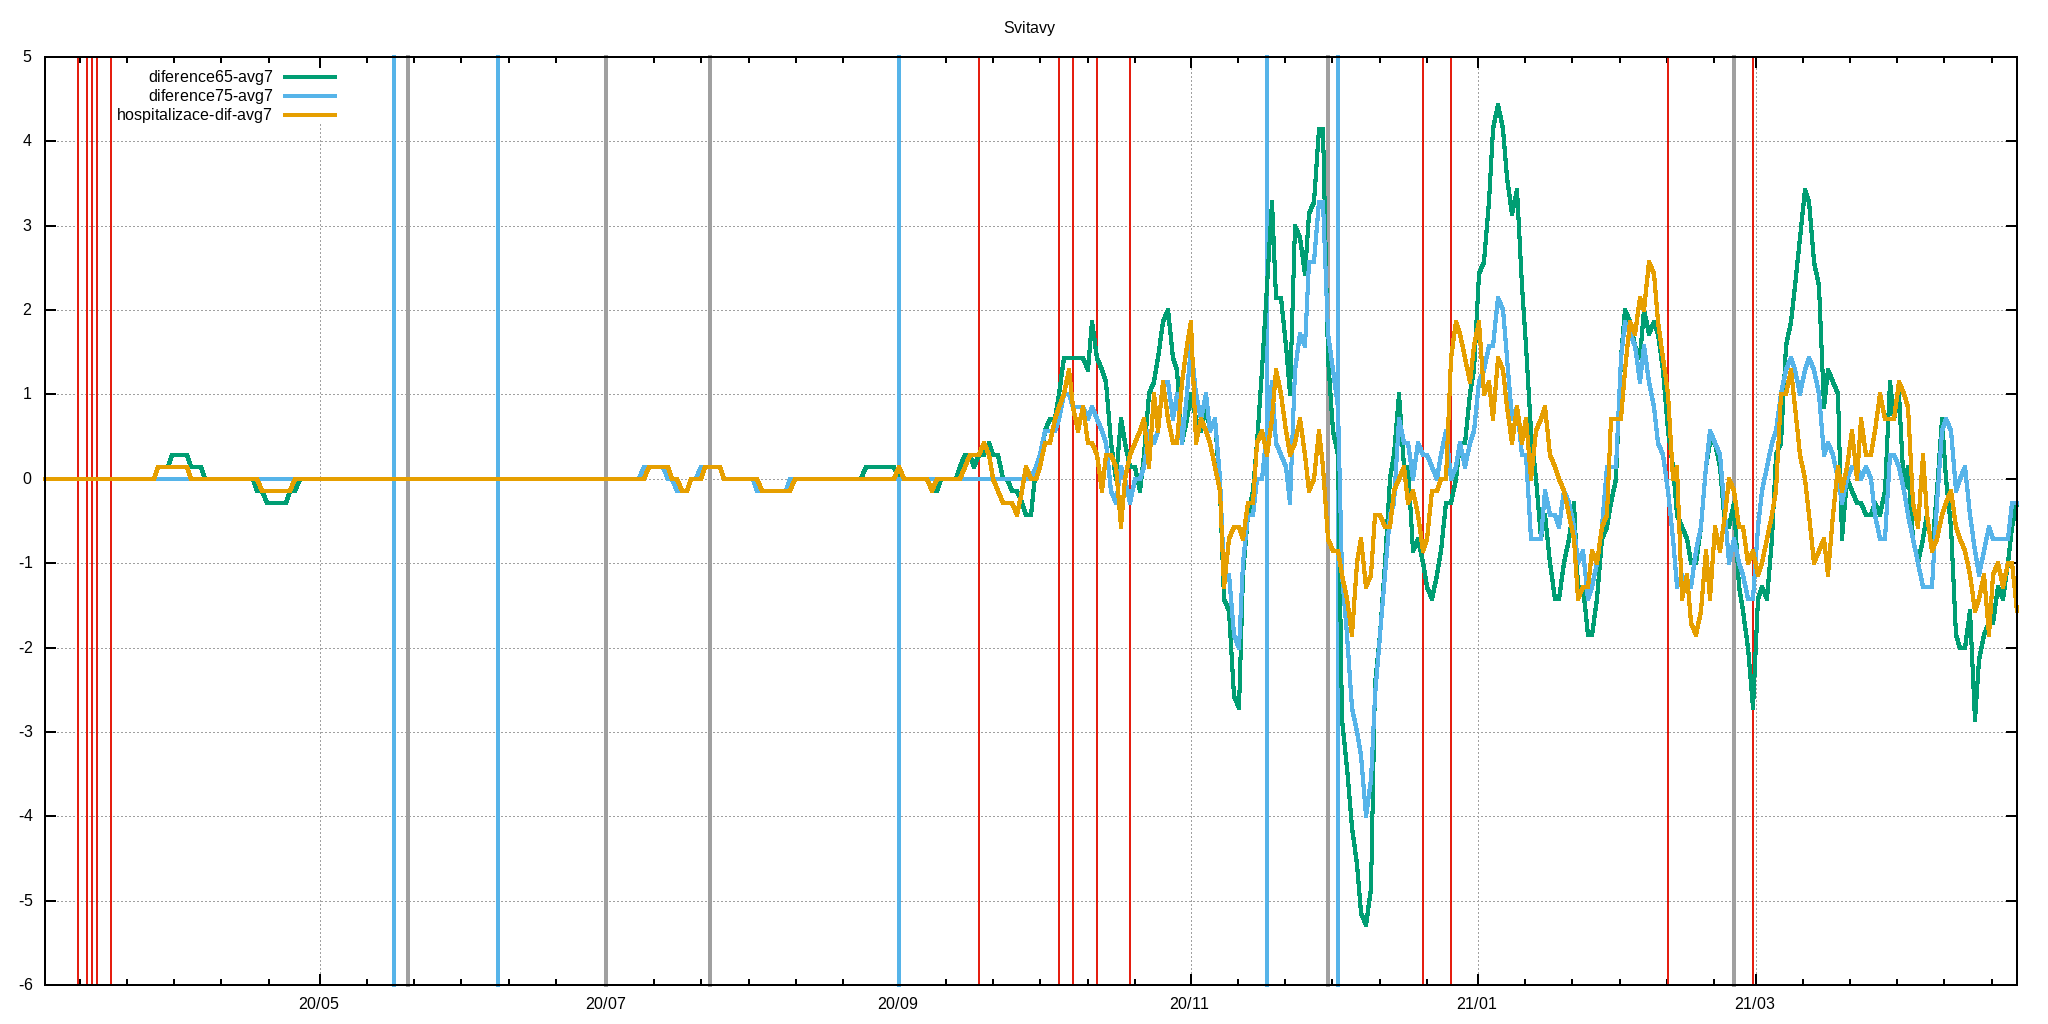 Svitavy
diference65-avg7
diference75-avg7
hospitalizace-dif-avg7
5
4
3
2
1
0
-1
-2
-3
-4
-5
-6
20/05 20/07 20/09 20/11 21/01 21/03